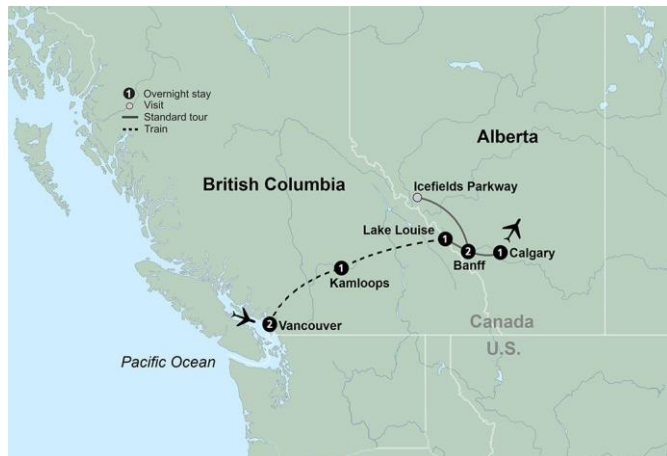 1 Overnight stay
Visit
Standard tour
Train
Alberta
British Columbia
Icefields Parkway
Lake Louise 1
2
Banff
1 Calgary
1
Kamloops
2 Vancouver
Canada
U.S.
Pacific Ocean